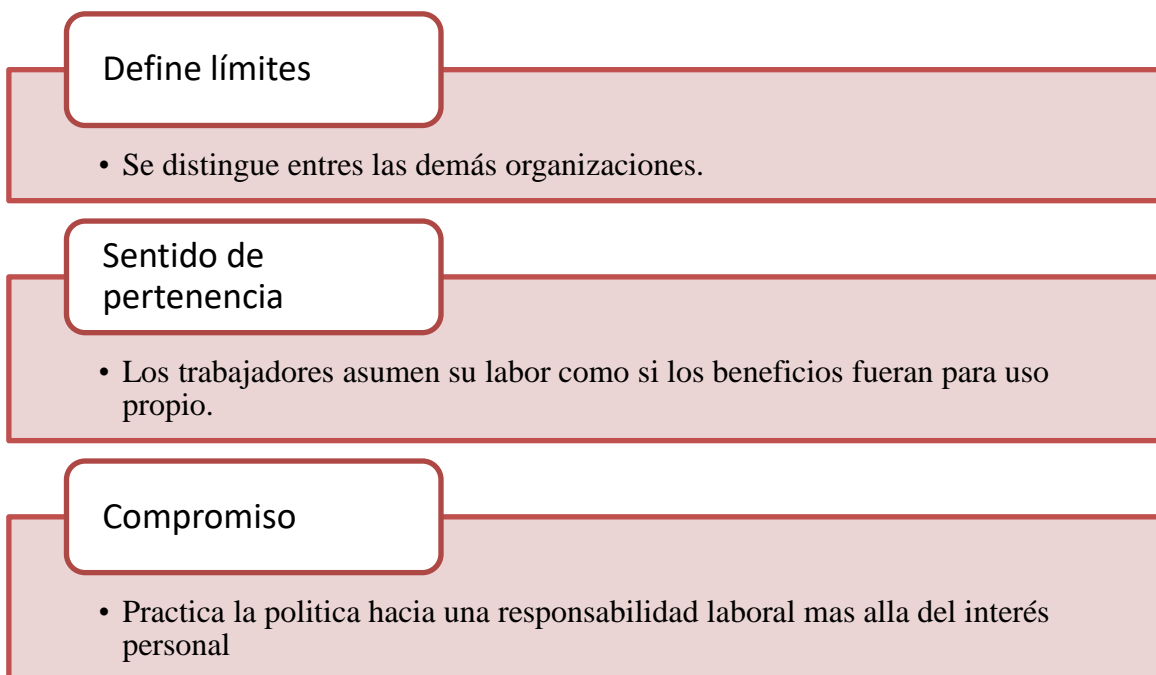 Define límites
• Se distingue entres las demás organizaciones.
Sentido de
pertenencia
• Los trabajadores asumen su labor como si los beneficios fueran para uso
propio.
Compromiso
• Practica la politica hacia una responsabilidad laboral mas alla del interés
personal